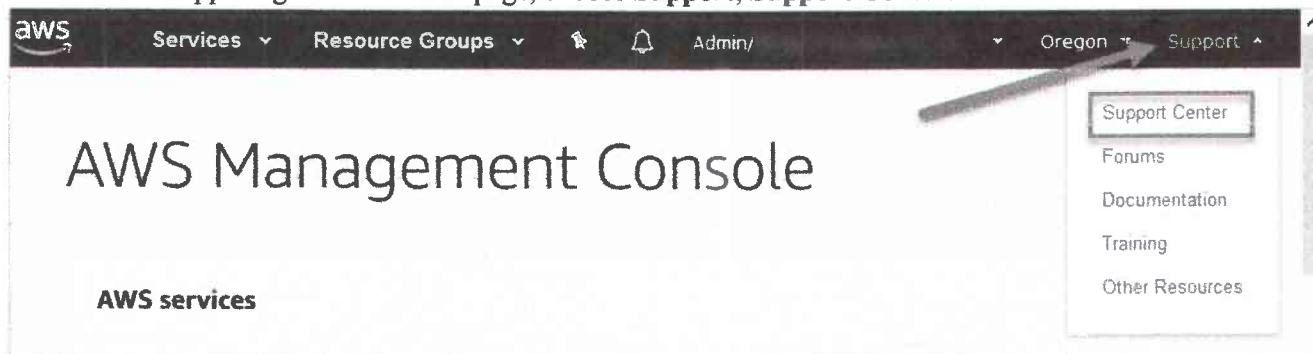 aws Services Resource Groups Admin/ Oregon Support
Support Center
AWS Management Console
Forums
Documentation
Training
AWS services
Other Resources